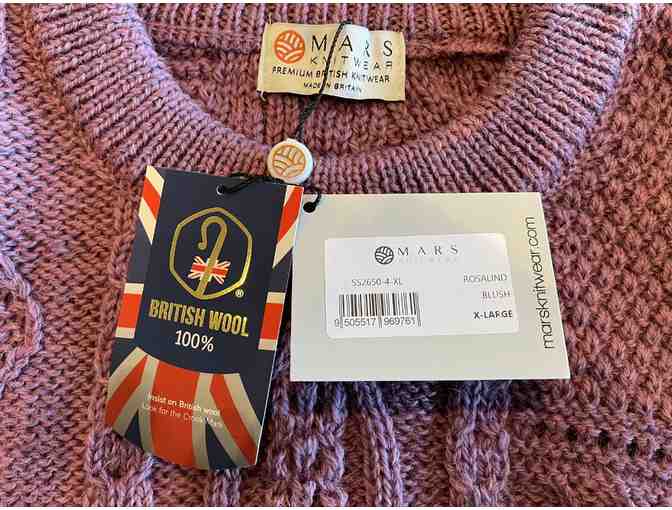 MARS
KNITWEAR
PREMIUM BRITISH KNITWEAR
MADE IN BRITAIN
®
BRITISH WOOL
100%
Insist on British wool
Look for the Crook Mark
MARS
KNITWEAR
SS2650-4-XL
ROSALIND
BLUSH
X-LARGE
9 505517 969761
marsknitwear.com